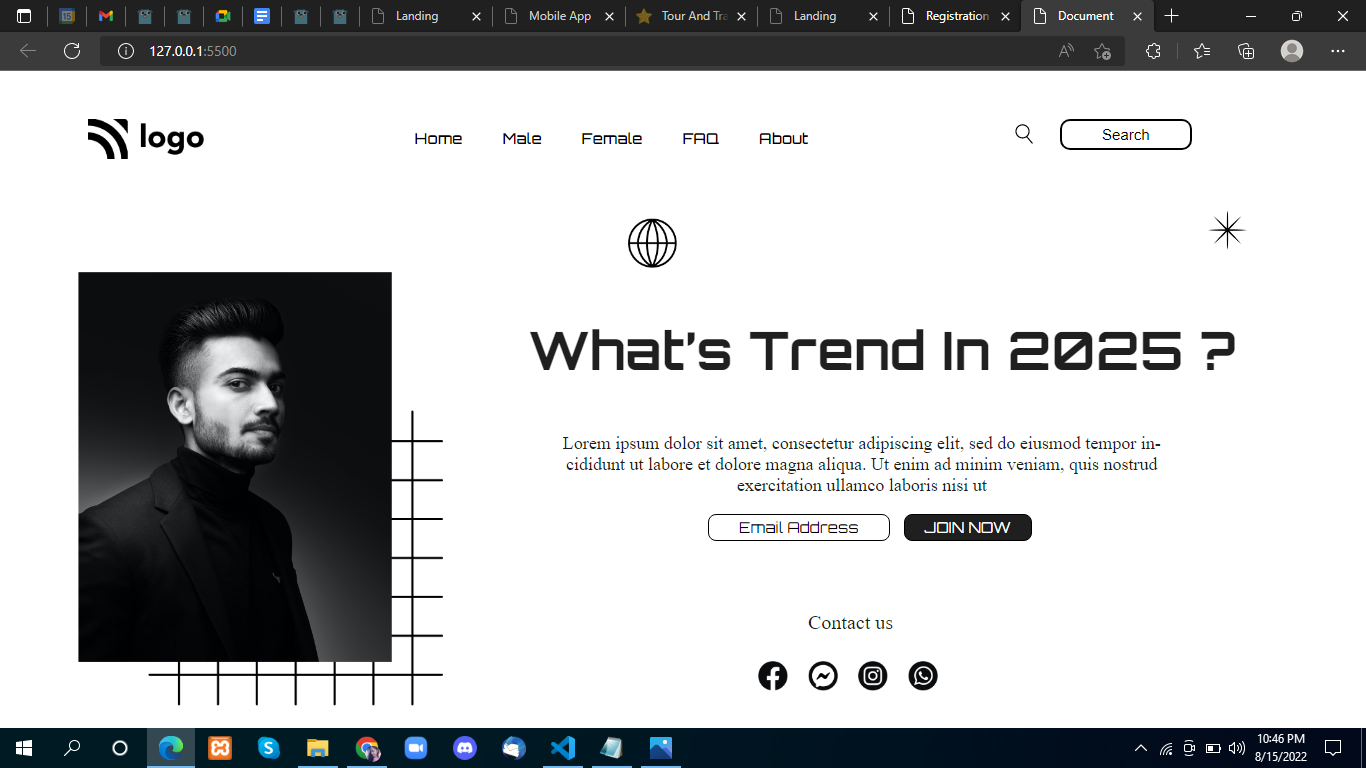 Landing
Mobile App
Tour And Tra
Landing
Registration
Document
127.0.0.1:5500
logo
Home
Male
Female
FAQ
About
Search
What's Trend In 2025 ?
Lorem ipsum dolor sit amet, consectetur adipiscing elit, sed do eiusmod tempor in-
cididunt ut labore et dolore magna aliqua. Ut enim ad minim veniam, quis nostrud
exercitation ullamco laboris nisi ut
Email Address
JOIN NOW
Contact us
10:46 PM
8/15/2022